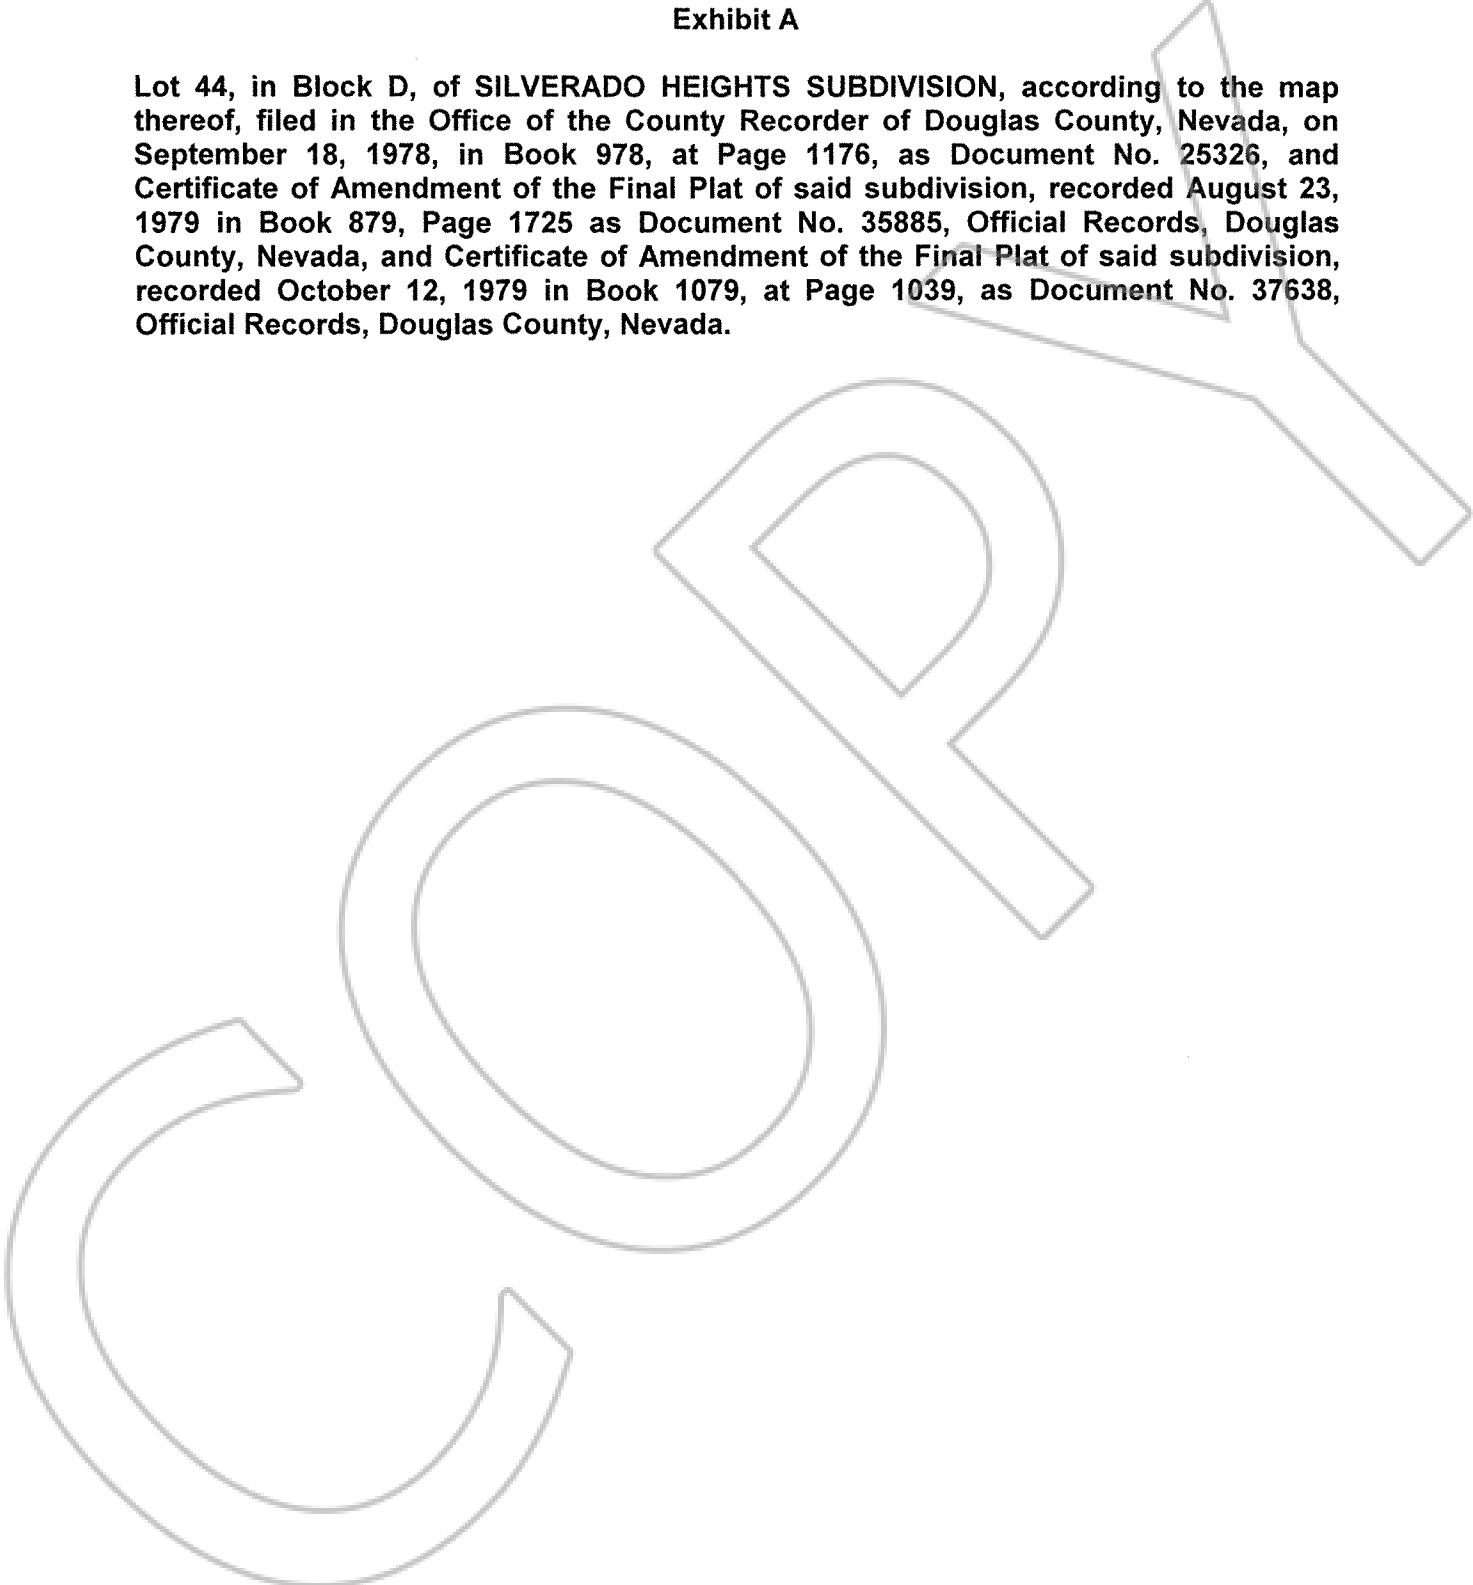 Exhibit A
Lot 44, in Block D, of SILVERADO HEIGHTS SUBDIVISION, according to the map
thereof, filed in the Office of the County Recorder of Douglas County, Nevada, on
September 18, 1978, in Book 978, at Page 1176, as Document No. 25326, and
Certificate of Amendment of the Final Plat of said subdivision, recorded August 23,
1979 in Book 879, Page 1725 as Document No. 35885, Official Records, Douglas
County, Nevada, and Certificate of Amendment of the Final Plat of said subdivision,
recorded October 12, 1979 in Book 1079, at Page 1039, as Document No. 37638,
Official Records, Douglas County, Nevada.
COPY